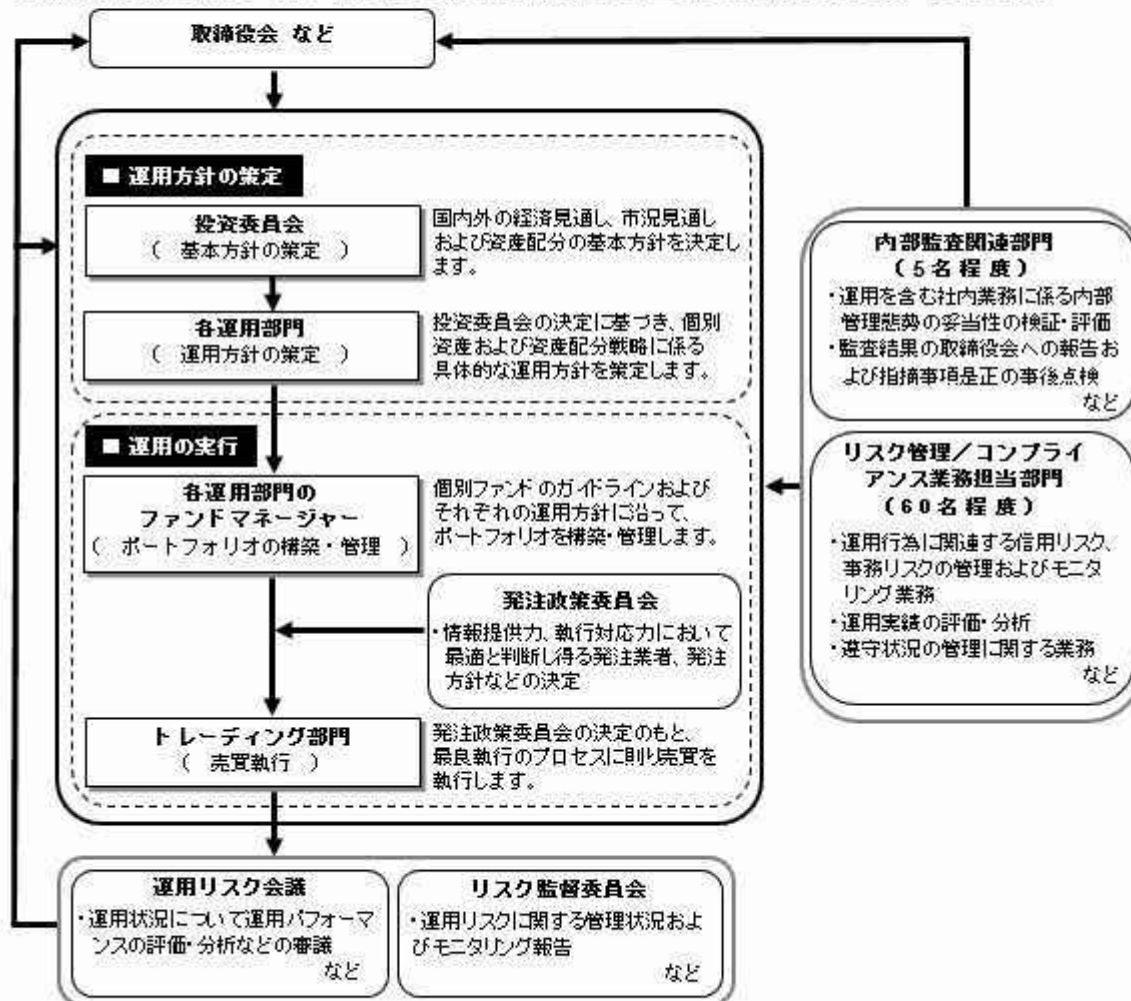 取締役会 など
■ 運用方針の策定
投資委員会
( 基本方針の策定 )
国内外の経済見通し、市況見通し
および資産配分の基本方針を決定し
ます。
各運用部門
( 運用方針の策定 )
投資委員会の決定に基づき、個別
資産および資産配分戦略に係る
具体的な運用方針を策定します。
■ 運用の実行
各運用部門の
ファンドマネージャー
( ポートフォリオの構築・管理 )
個別ファンドのガイドラインおよび
それぞれの運用方針に沿って、
ポートフォリオを構築・管理します。
発注政策委員会
・情報提供力、執行対応力において
最適と判断し得る発注業者、発注
方針などの決定
トレーディング部門
( 売買執行 )
発注政策委員会の決定のもと、
最良執行のプロセスに則り売買を
執行します。
内部監査関連部門
(5名程度)
・運用を含む社内業務に係る内部
管理態勢の妥当性の検証・評価
・監査結果の取締役会への報告お
よび指摘事項是正の事後点検
など
リスク管理/コンプライ
アンス業務担当部門
(60名程度)
・運用行為に関連する信用リスク、
事務リスクの管理およびモニタ
リング業務
・運用実績の評価・分析
・遵守状況の管理に関する業務
など
運用リスク会議
・運用状況について運用パフォーマ
ンスの評価・分析などの審議
など
リスク監督委員会
・運用リスクに関する管理状況およ
びモニタリング報告
など